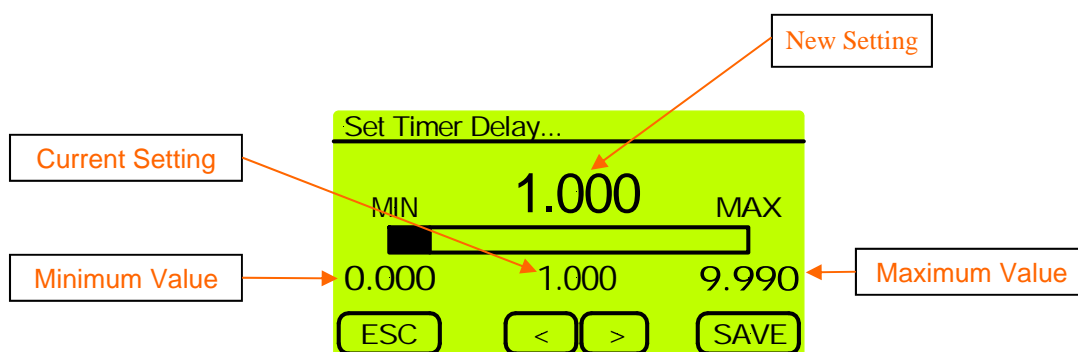 New Setting
Set Timer Delay...
Current Setting
1.000
MIN MAX
Minimum Value
0.000 1.000 9.990
Maximum Value
ESC < > SAVE